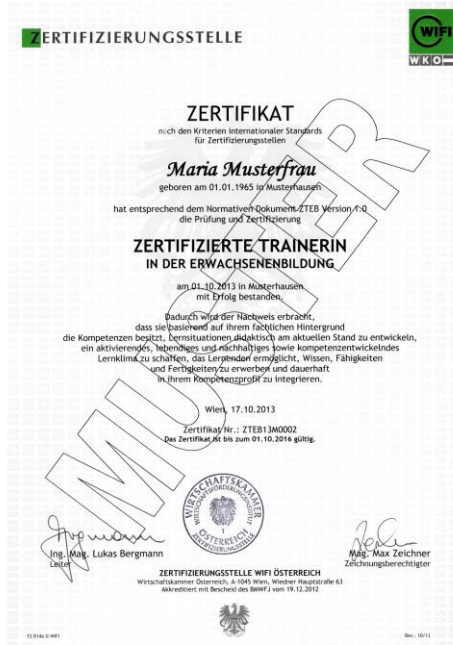 ZERTIFIZIERUNGSSTELLE
WIFI
WKO
ZERTIFIKAT
nach den Kriterien internationaler Standards
für Zertifizierungsstellen
Maria Musterfrau
geboren am 01.01.1965 in Musterhausen
hat entsprechend dem Normativen Dokument ZTEB Version 1.0
die Prüfung und Zertifizierung
ZERTIFIZIERTE TRAINERIN
IN DER ERWACHSENENBILDUNG
am 01.10.2013 in Musterhausen
mit Erfolg bestanden.
Dadurch wird der Nachweis erbracht,
dass sie basierend auf ihrem fachlichen Hintergrund
die Kompetenzen besitzt, Lernsituationen didaktisch am aktuellen Stand zu entwickeln,
ein aktivierendes, lebendiges und nachhaltiges sowie kompetenzentwickelndes
Lernklima zu schaffen, das Lernenden ermöglicht, Wissen, Fähigkeiten
und Fertigkeiten zu erwerben und dauerhaft
in ihrem Kompetenzprofil zu integrieren.
MUSTER
Wien, 17.10.2013
Zertifikat Nr.: ZTEB13M0002
Das Zertifikat ist bis zum 01.10.2016 gültig.
WIRTSCHAFTSKAMMER
ÖSTERREICH
WIRTSCHAFTSFÖRDERUNGSINSTITUT
ZERTIFIZIERUNGSSTELLE
Ing. Mag. Lukas Bergmann
Leiter
Mag. Max Zeichner
Zeichnungsberechtigter
ZERTIFIZIERUNGSSTELLE WIFI ÖSTERREICH
Wirtschaftskammer Österreich, A-1045 Wien, Wiedner Hauptstraße 63
Akkreditiert mit Bescheid des BMWFJ vom 19.12.2012
Rev.: 10/13